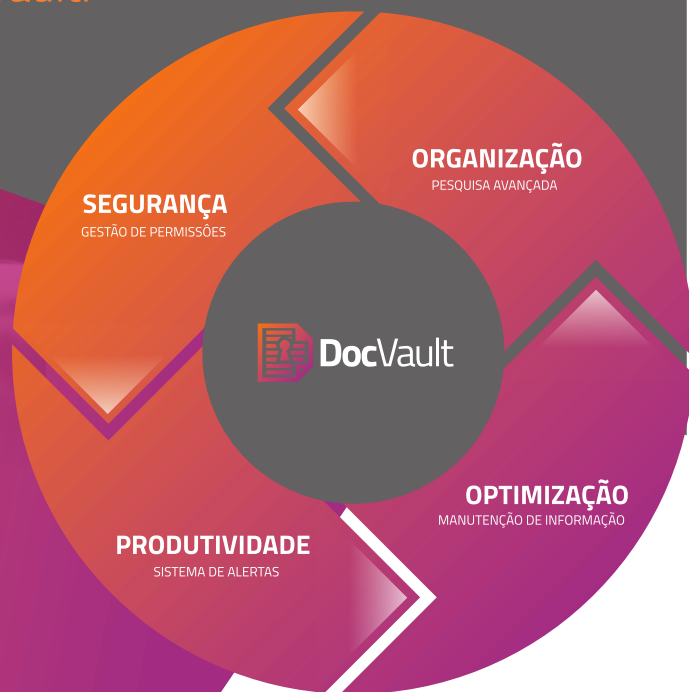 ORGANIZAÇÃO
PESQUISA AVANÇADA
SEGURANÇA
GESTÃO DE PERMISSÕES
DocVault
OPTIMIZAÇÃO
MANUTENÇÃO DE INFORMAÇÃO
PRODUTIVIDADE
SISTEMA DE ALERTAS